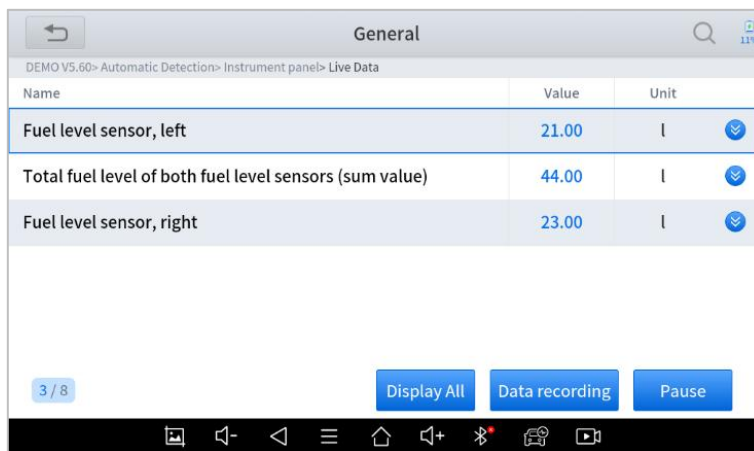 General
DEMO V5.60> Automatic Detection> Instrument panel> Live Data
Name Value Unit
Fuel level sensor, left 21.00 l
Total fuel level of both fuel level sensors (sum value) 44.00 l
Fuel level sensor, right 23.00 l
3 / 8 Display All Data recording Pause